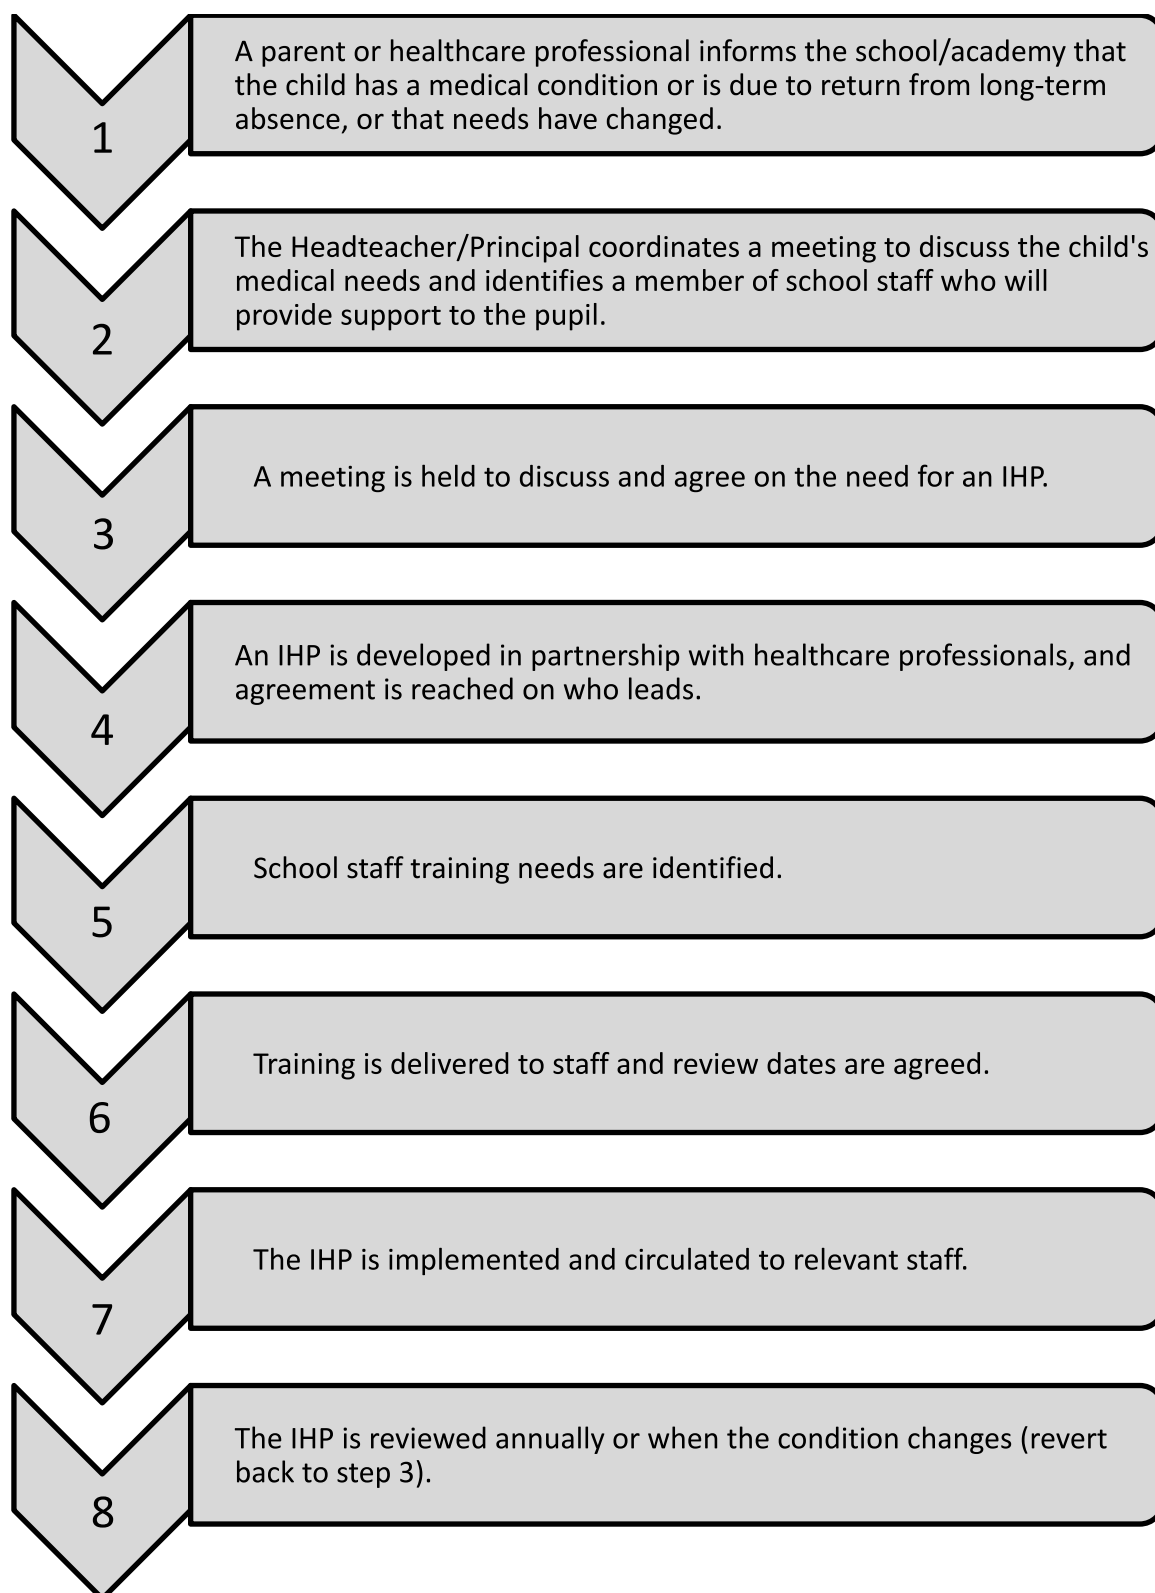 A parent or healthcare professional informs the school/academy that
the child has a medical condition or is due to return from long-term
absence, or that needs have changed.
1
The Headteacher/Principal coordinates a meeting to discuss the child's
medical needs and identifies a member of school staff who will
provide support to the pupil.
2
A meeting is held to discuss and agree on the need for an IHP.
3
An IHP is developed in partnership with healthcare professionals, and
agreement is reached on who leads.
4
School staff training needs are identified.
5
Training is delivered to staff and review dates are agreed.
6
The IHP is implemented and circulated to relevant staff.
7
The IHP is reviewed annually or when the condition changes (revert
back to step 3).
8